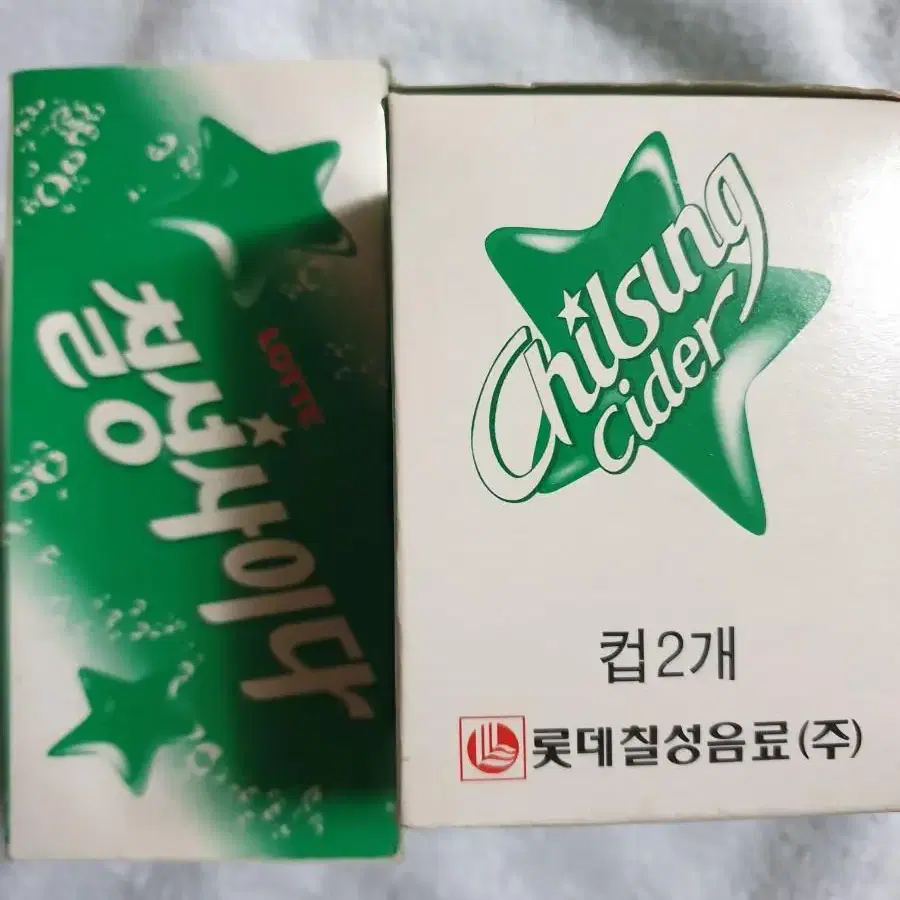 LOTTE
칠성사이다
Chilsung
Cider
컵2개
롯데칠성음료(주)